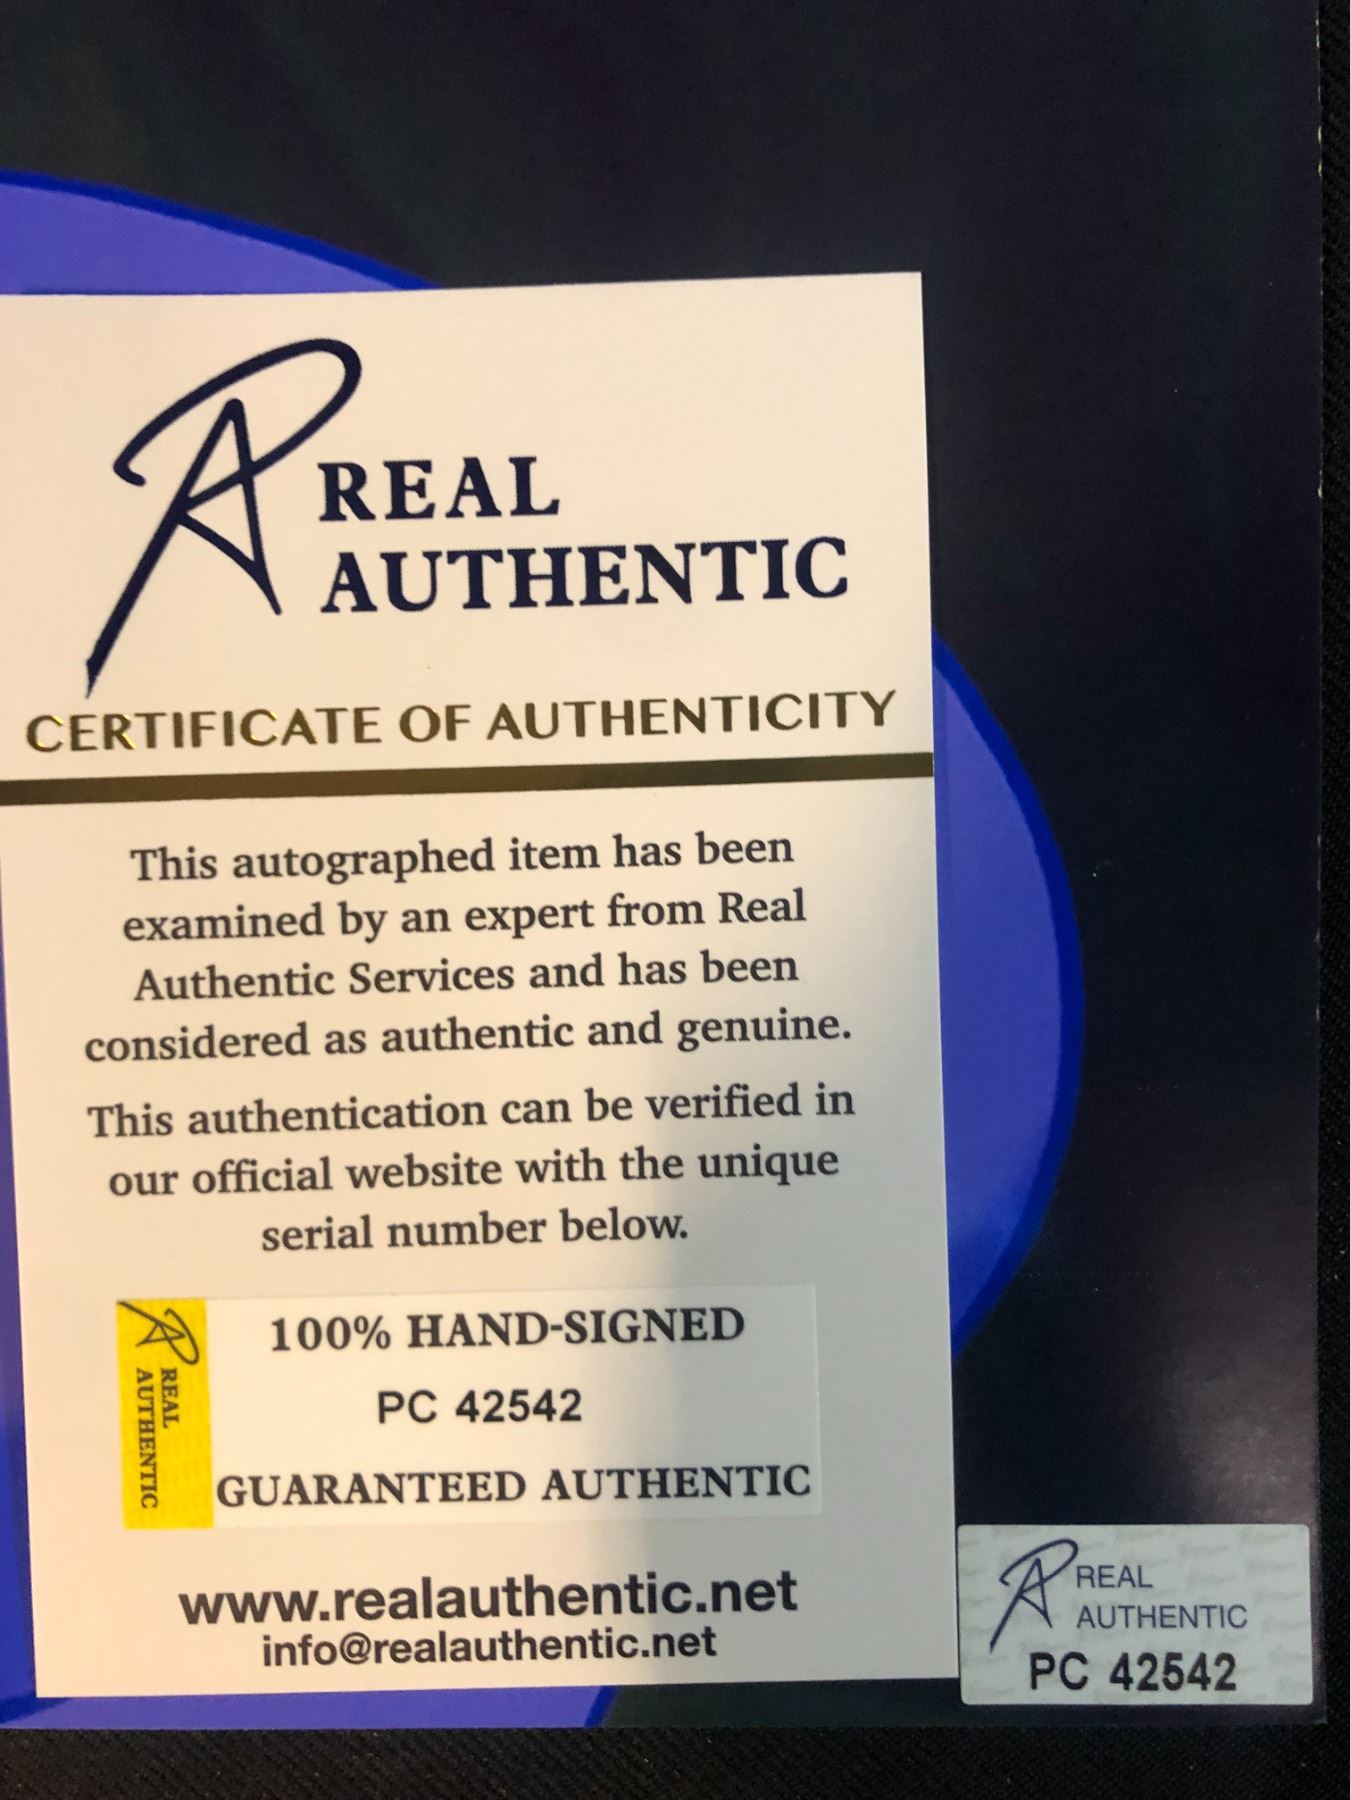 REAL
AUTHENTIC
CERTIFICATE OF AUTHENTICITY
This autographed item has been
examined by an expert from Real
Authentic Services and has been
considered as authentic and genuine.
This authentication can be verified in
our official website with the unique
serial number below.
REAL
AUTHENTIC
100% HAND-SIGNED
PC 42542
GUARANTEED AUTHENTIC
www.realauthentic.net
info@realauthentic.net
REAL
AUTHENTIC
PC 42542